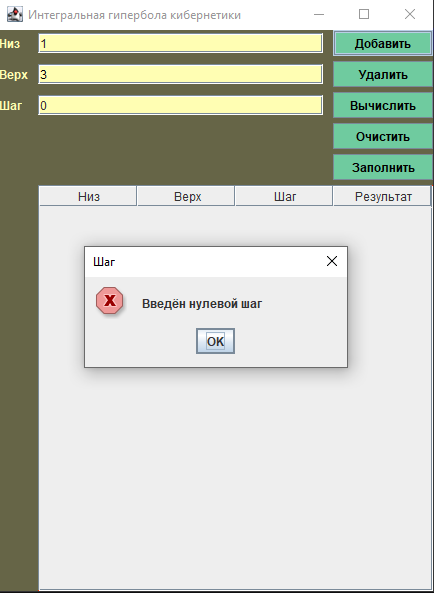 Интегральная гипербола кибернетики
Низ 1 Добавить
Верх 3 Удалить
Шаг 0 Вычислить
Очистить
Заполнить
Низ Верх Шаг Результат
Шаг
Введён нулевой шаг
OK